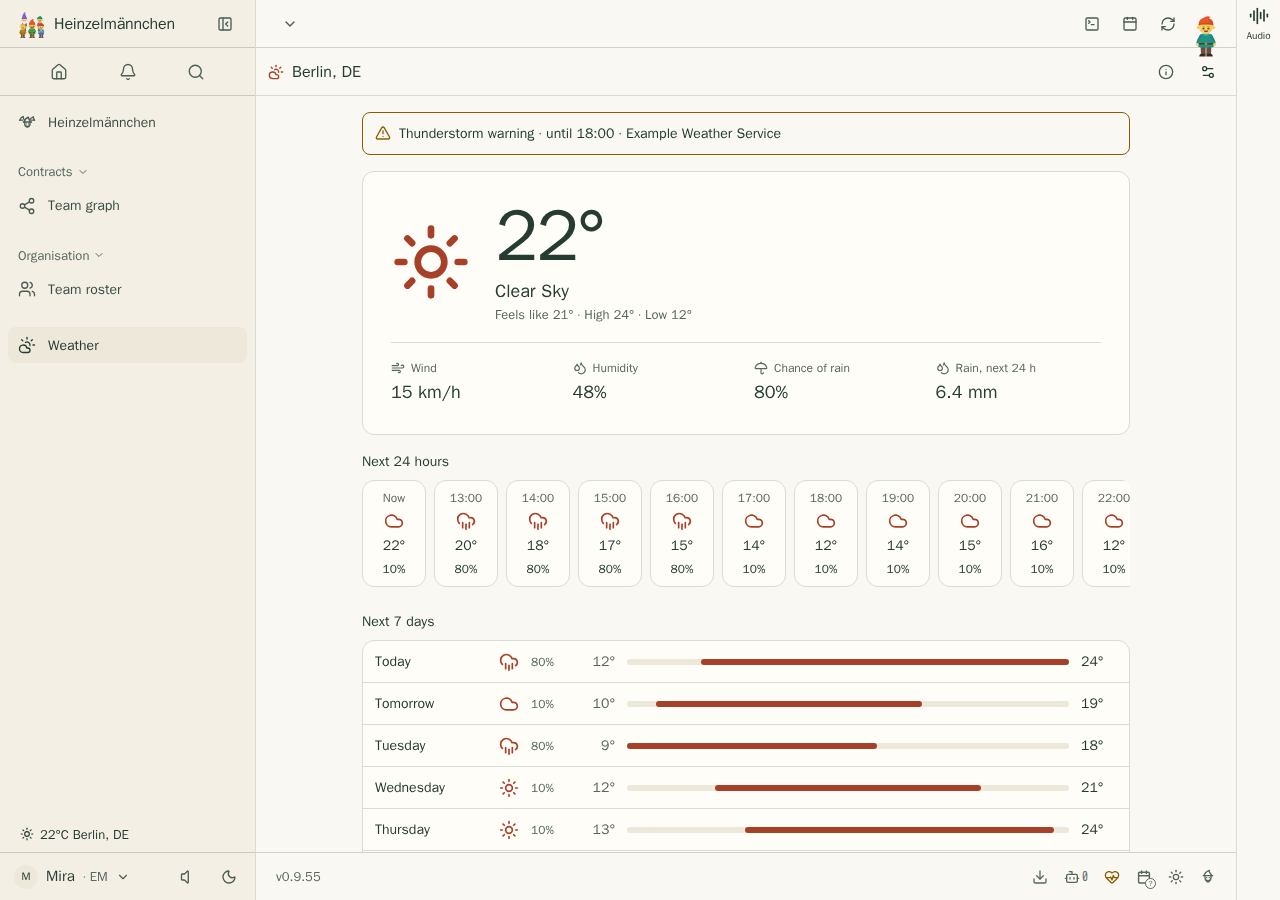 Heinzelmännchen
Audio
Berlin, DE
Heinzelmännchen
Contracts
Team graph
Organisation
Team roster
Weather
Thunderstorm warning · until 18:00 · Example Weather Service
22°
Clear Sky
Feels like 21° · High 24° · Low 12°
Wind Humidity Chance of rain Rain, next 24 h
15 km/h 48% 80% 6.4 mm
Next 24 hours
Now 13:00 14:00 15:00 16:00 17:00 18:00 19:00 20:00 21:00 22:00
22° 20° 18° 17° 15° 14° 12° 14° 15° 16° 12°
10% 80% 80% 80% 80% 10% 10% 10% 10% 10% 10%
Next 7 days
Today 80% 12° 24°
Tomorrow 10% 10° 19°
Tuesday 80% 9° 18°
Wednesday 10% 12° 21°
Thursday 10% 13° 24°
22°C Berlin, DE
M Mira · EM
v0.9.55
0
?